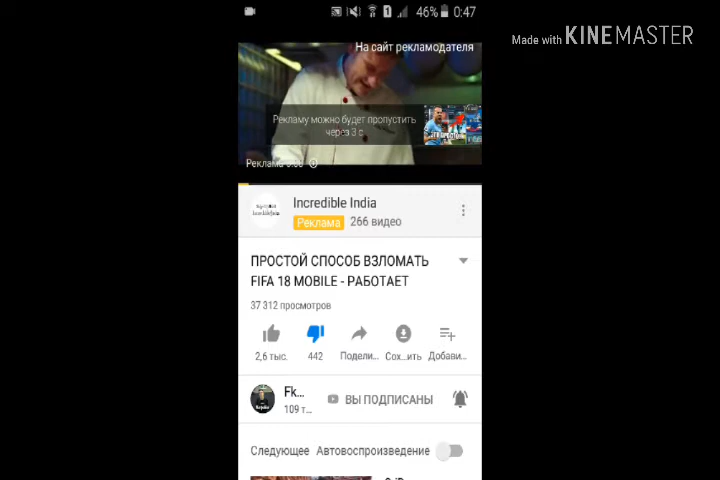 46% 0:47
Made with KINEMASTER
На сайт рекламодателя
Рекламу можно будет пропустить
через 3 с
Incredible India
Реклама 266 видео
ПРОСТОЙ СПОСОБ ВЗЛОМАТЬ
FIFA 18 MOBILE - РАБОТАЕТ
37 312 просмотров
2,6 тыс. 442 Подели... Сох...ить Добави...
Fk...
109 т... ВЫ ПОДПИСАНЫ
Следующее Автовоспроизведение